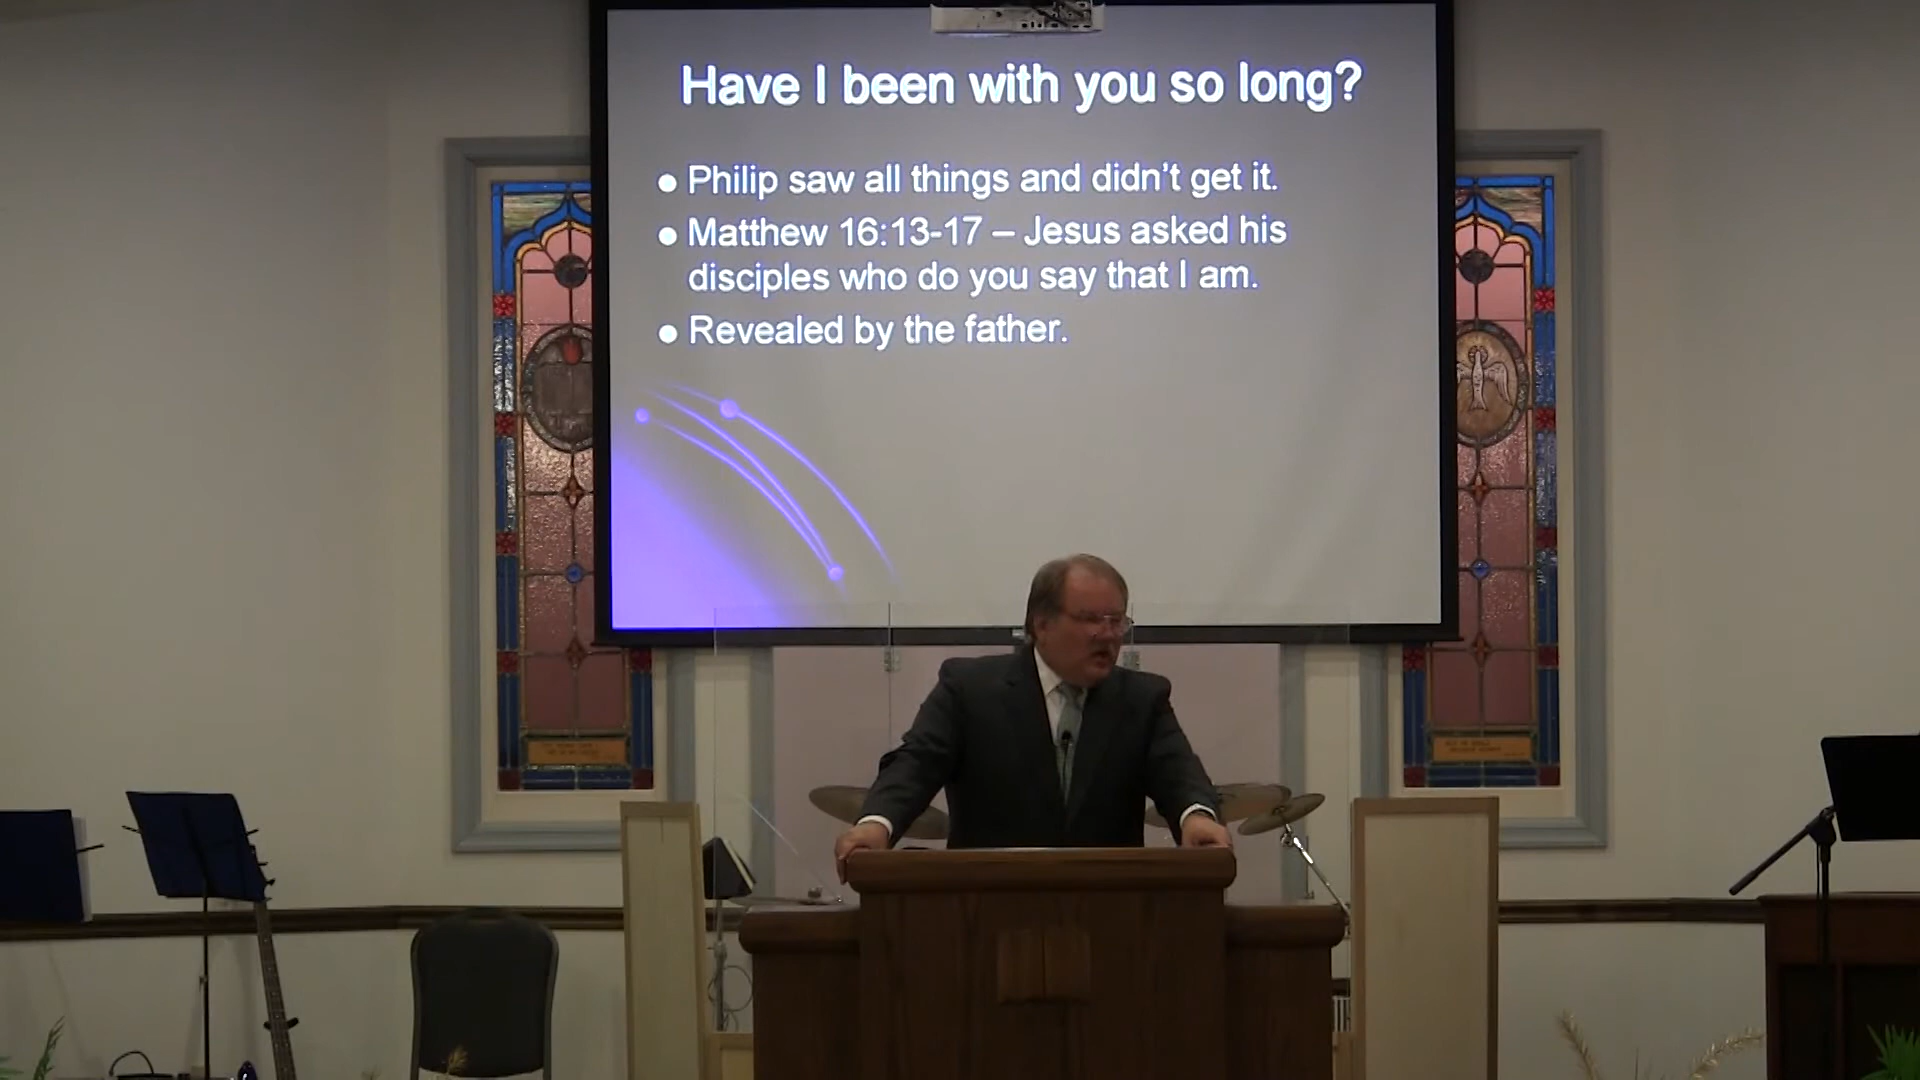 Have I been with you so long?
● Philip saw all things and didn't get it.
● Matthew 16:13-17 – Jesus asked his
disciples who do you say that I am.
● Revealed by the father.